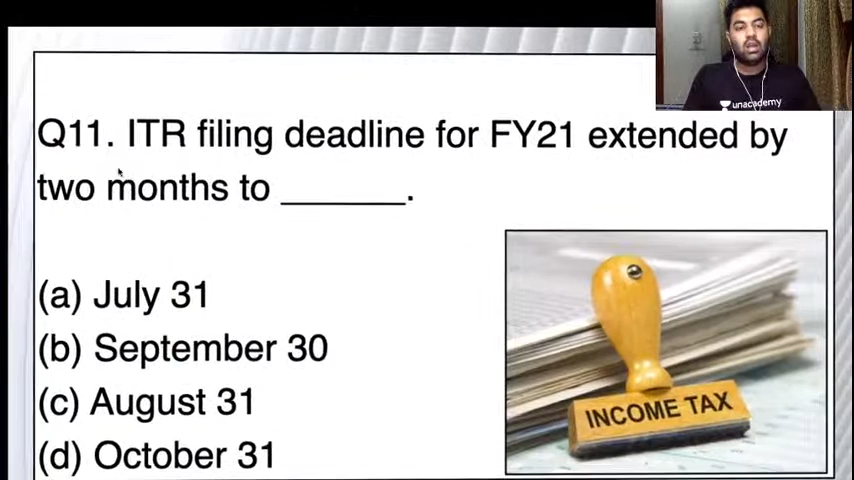 unacademy
Q11. ITR filing deadline for FY21 extended by
two months to _______.
(a) July 31
(b) September 30
(c) August 31
(d) October 31
INCOME TAX